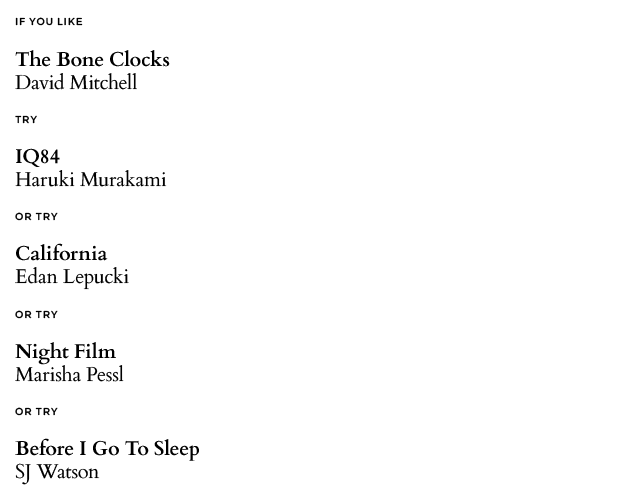 IF YOU LIKE
The Bone Clocks
David Mitchell
TRY
IQ84
Haruki Murakami
OR TRY
California
Edan Lepucki
OR TRY
Night Film
Marisha Pessl
OR TRY
Before I Go To Sleep
SJ Watson